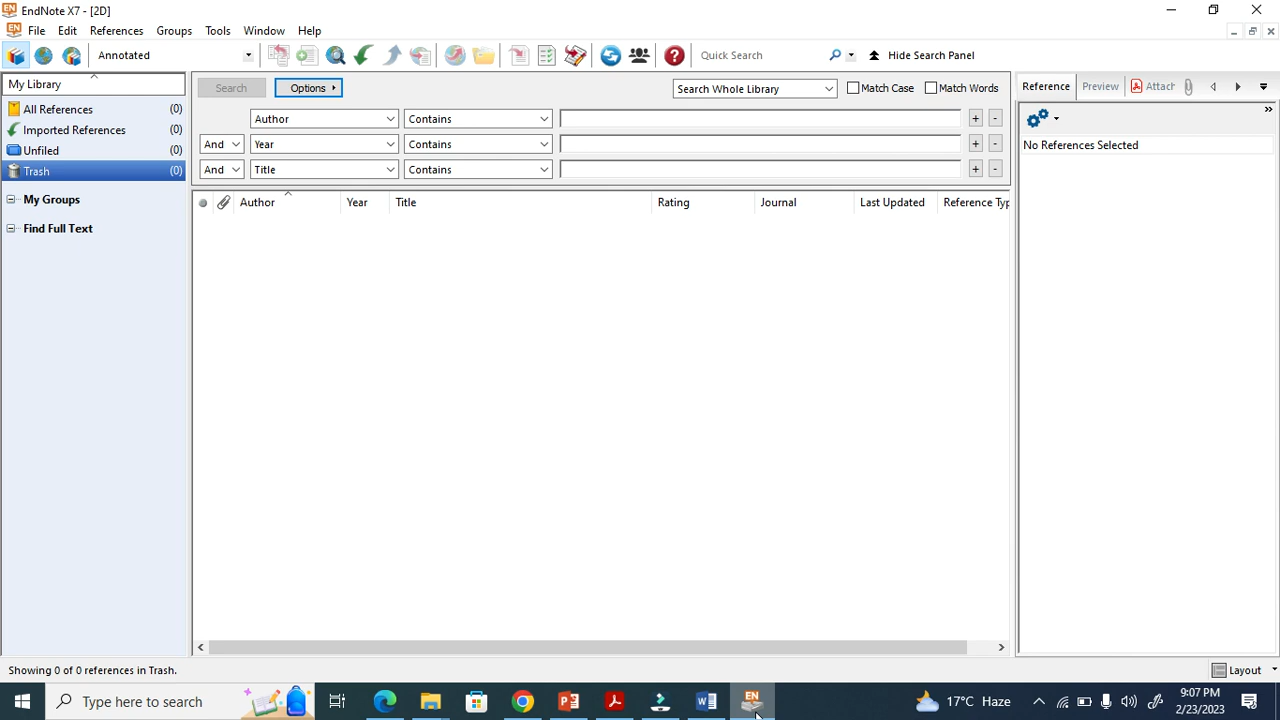 EndNote X7 - [2D]
File Edit References Groups Tools Window Help
Annotated Quick Search Hide Search Panel
My Library
All References (0)
Imported References (0)
Unfiled (0)
Trash (0)
My Groups
Find Full Text
Search Options Search Whole Library Match Case Match Words
Author Contains + -
And Year Contains + -
And Title Contains + -
Author Year Title Rating Journal Last Updated Reference Typ
Reference Preview Attach
No References Selected
Showing 0 of 0 references in Trash.
Layout
Type here to search
EN
17°C Haze
9:07 PM
2/23/2023